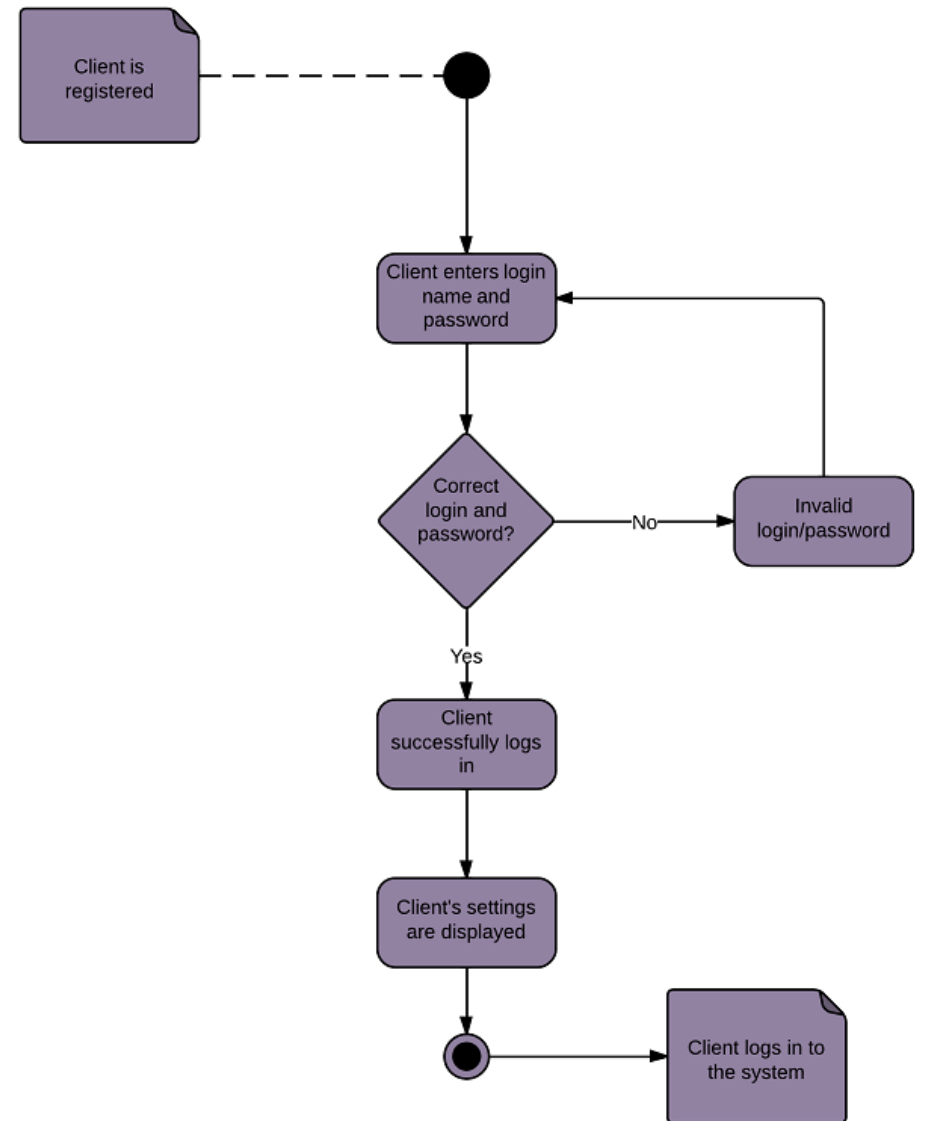 Client is
registered
Client enters login
name and
password
Correct
login and
password?
No
Invalid
login/password
Yes
Client
successfully logs
in
Client's settings
are displayed
Client logs in to
the system